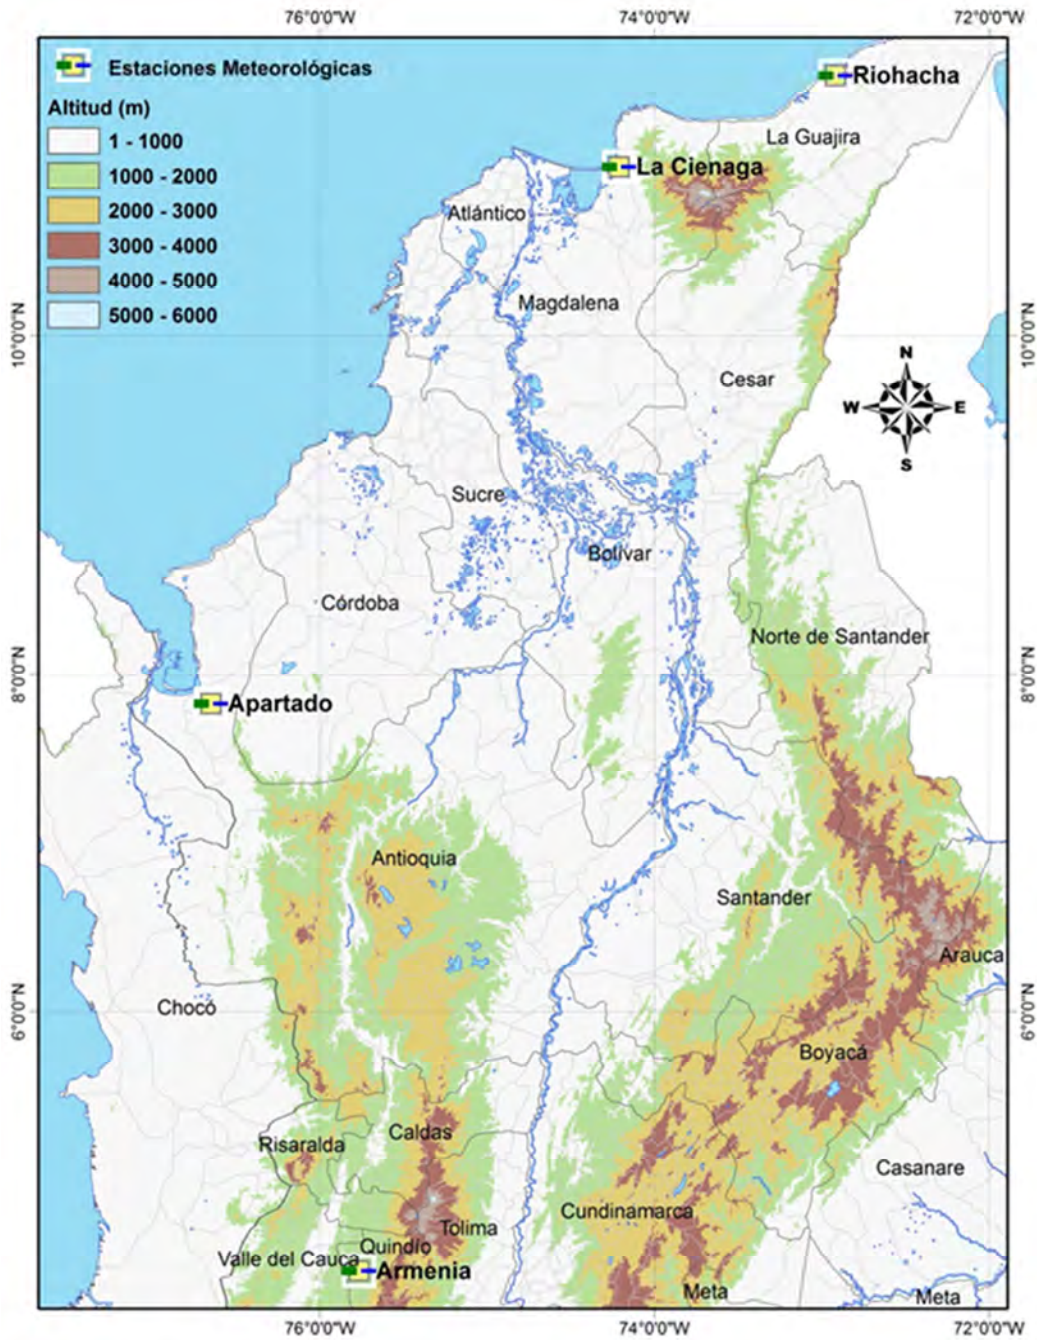 76°0'0"W 74°0'0"W 72°0'0"W
Estaciones Meteorológicas
Altitud (m)
1 - 1000
1000 - 2000
2000 - 3000
3000 - 4000
4000 - 5000
5000 - 6000
Riohacha
La Guajira
La Cienaga
Atlántico
Magdalena
10°0'0"N 10°0'0"N
Cesar
N
W E
S
Sucre
Bolívar
Córdoba
Norte de Santander
8°0'0"N 8°0'0"N
Apartado
Antioquia
Santander
Arauca
Chocó
6°0'0"N 6°0'0"N
Boyacá
Caldas
Risaralda
Casanare
Cundinamarca
Tolima
Quindío
Valle del Cauca
Armenia
Meta
Meta
76°0'0"W 74°0'0"W 72°0'0"W